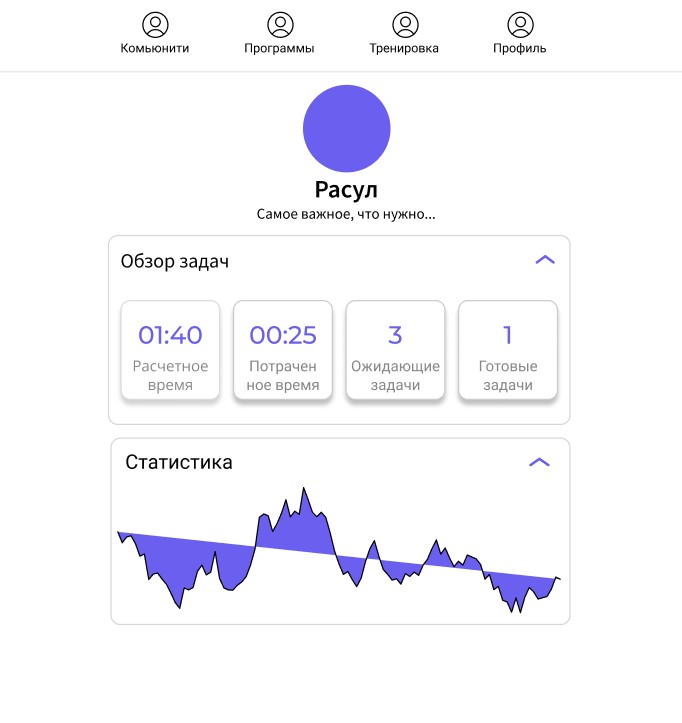 Комьюнити Программы Тренировка Профиль
Расул
Самое важное, что нужно...
Обзор задач
01:40 00:25 3 1
Расчетное Потрачен Ожидающие Готовые
время ное время задачи задачи
Статистика